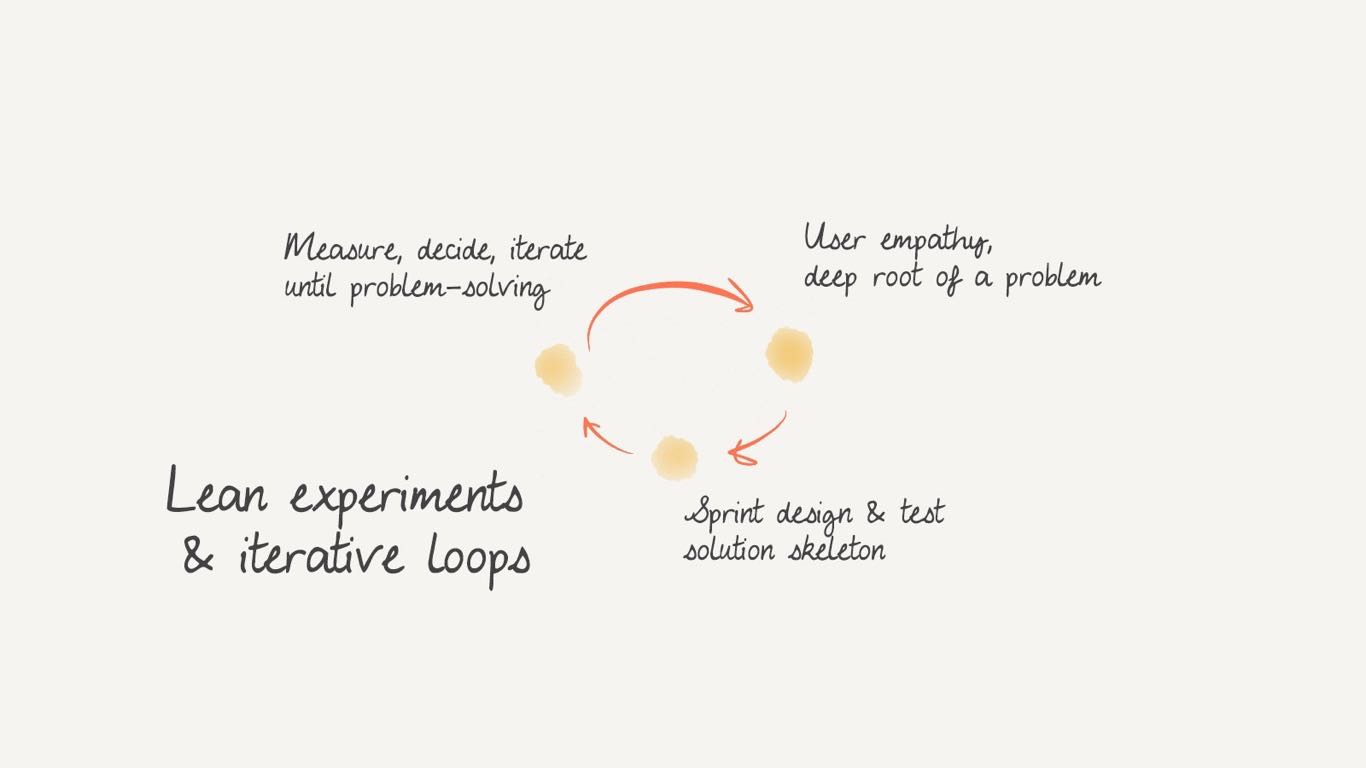 Measure, decide, iterate
until problem-solving
User empathy,
deep root of a problem
Lean experiments
& iterative loops
Sprint design & test
solution skeleton